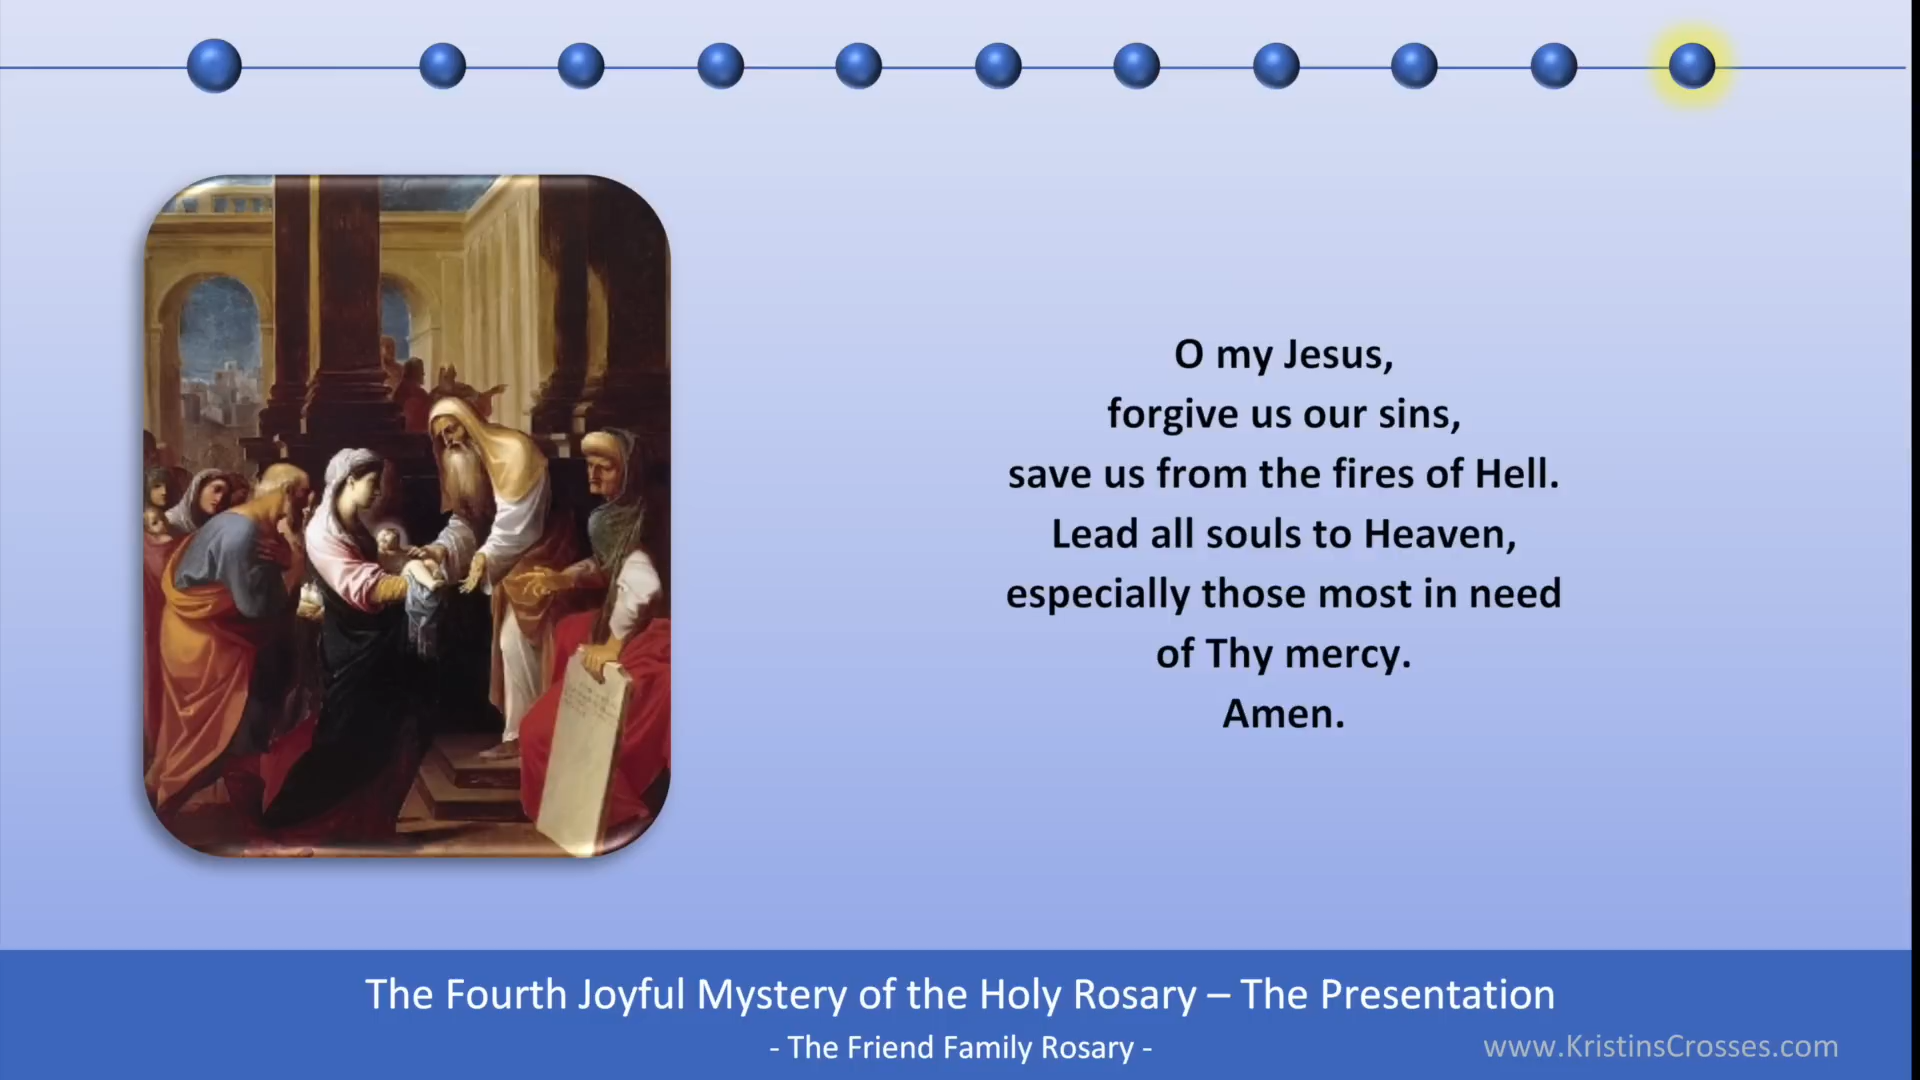 O my Jesus,
forgive us our sins,
save us from the fires of Hell.
Lead all souls to Heaven,
especially those most in need
of Thy mercy.
Amen.
The Fourth Joyful Mystery of the Holy Rosary – The Presentation
- The Friend Family Rosary -
www.KristinsCrosses.com